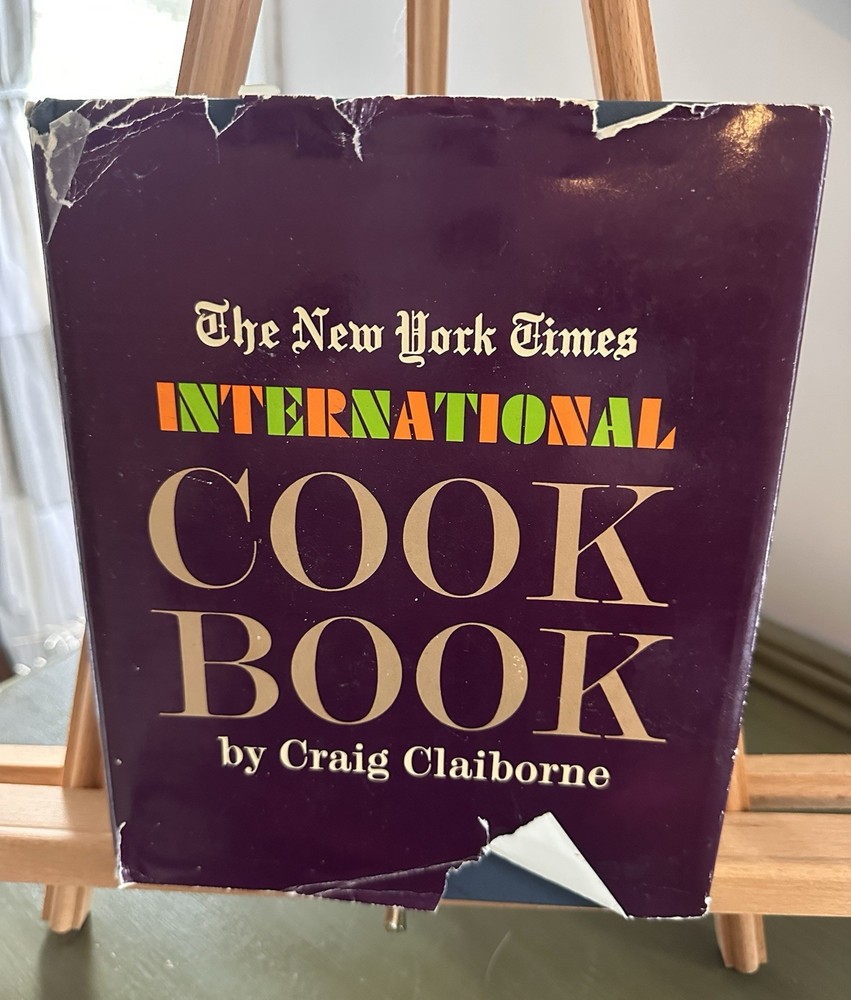 The New York Times
INTERNATIONAL
COOK
BOOK
by Craig Claiborne